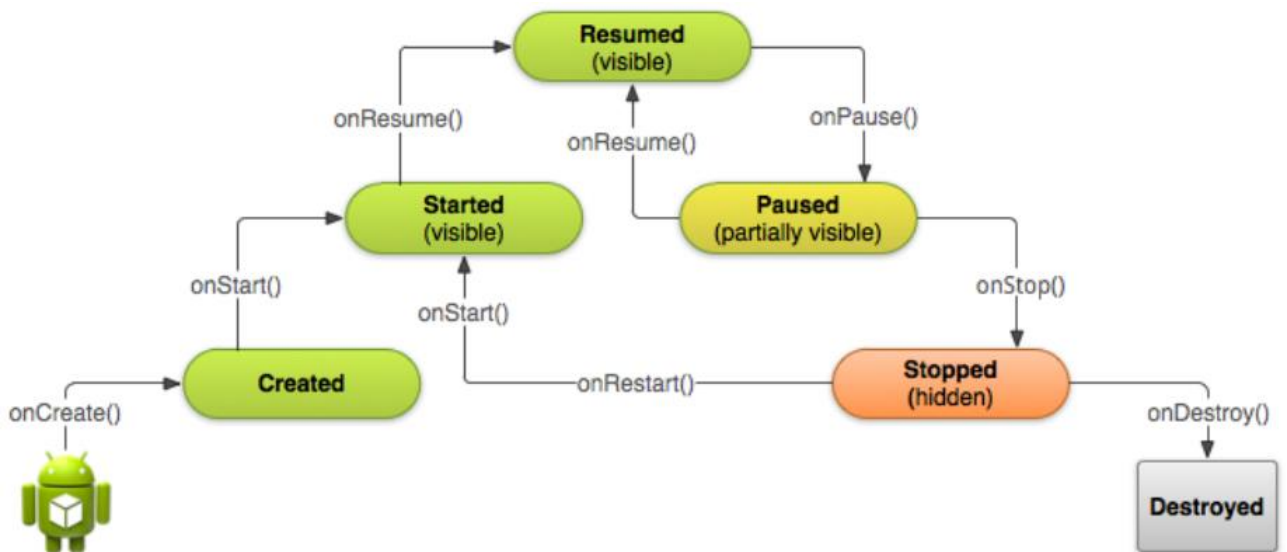 Resumed
(visible)
onResume()
onResume()
onPause()
Started
(visible)
Paused
(partially visible)
onStart()
onStart()
onStop()
Created
onRestart()
Stopped
(hidden)
onCreate()
onDestroy()
Destroyed